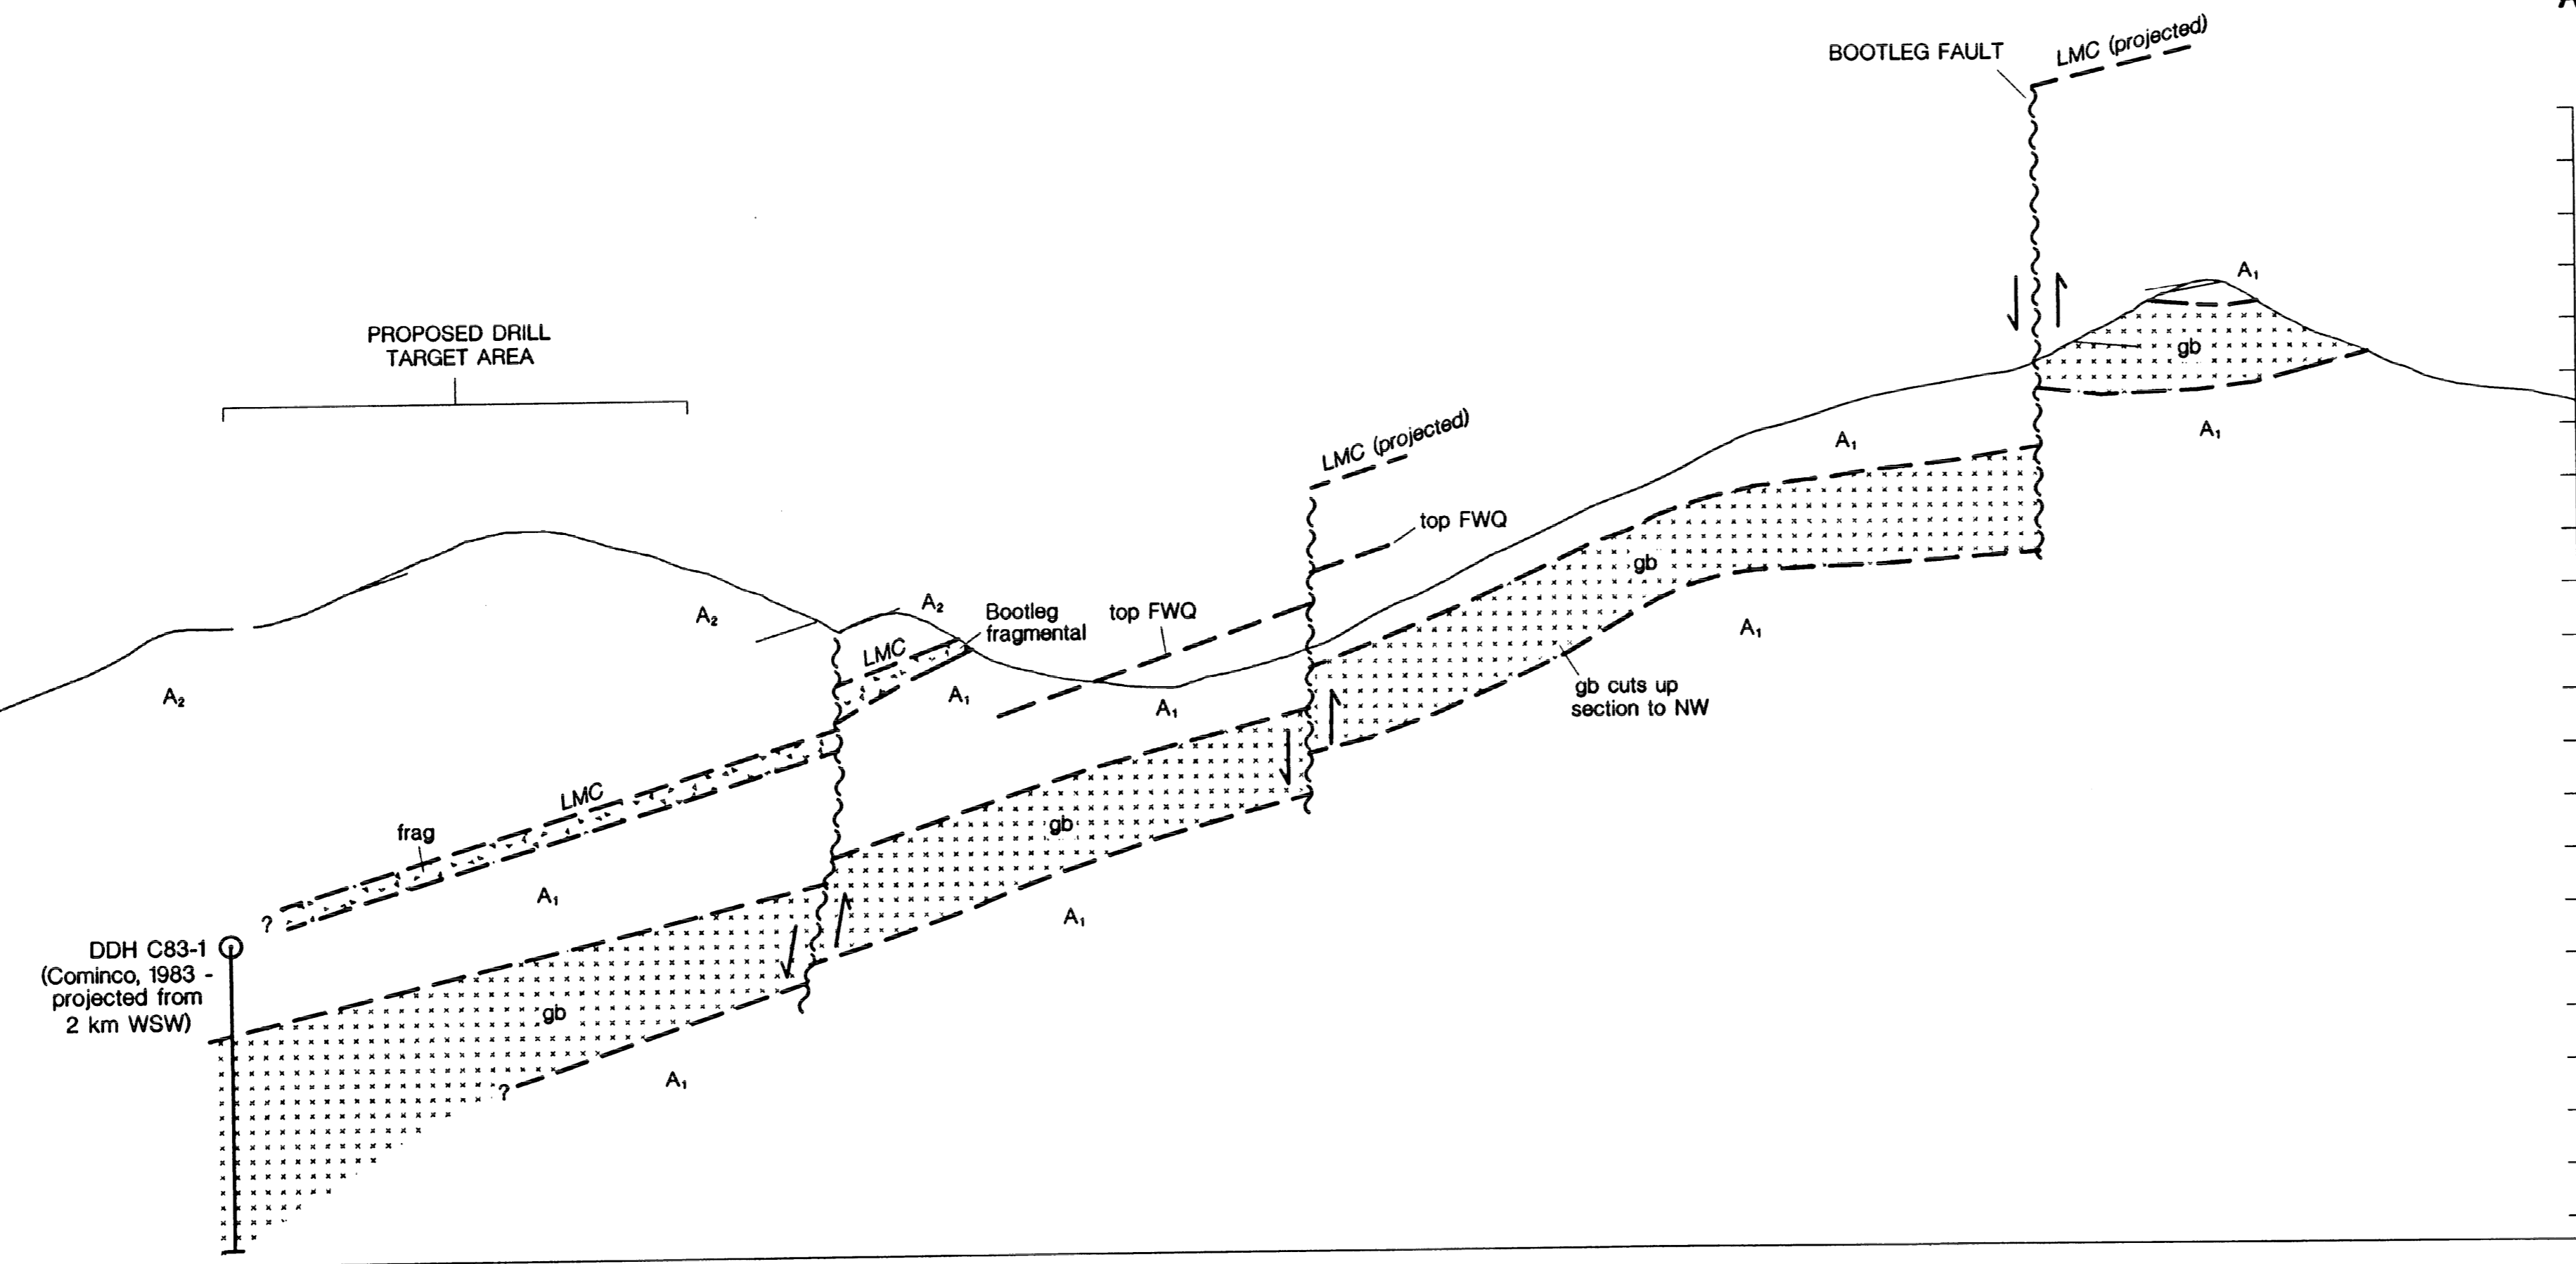 BOOTLEG FAULT
LMC (projected)
A₁
gb
A₁
PROPOSED DRILL
TARGET AREA
LMC (projected)
top FWQ
A₁
gb
A₁
gb cuts up
section to NW
A₂
A₂
A₂
Bootleg
fragmental
top FWQ
LMC
A₁
A₁
LMC
frag
?
A₁
gb
A₁
DDH C83-1
(Cominco, 1983 -
projected from
2 km WSW)
gb
?
A₁